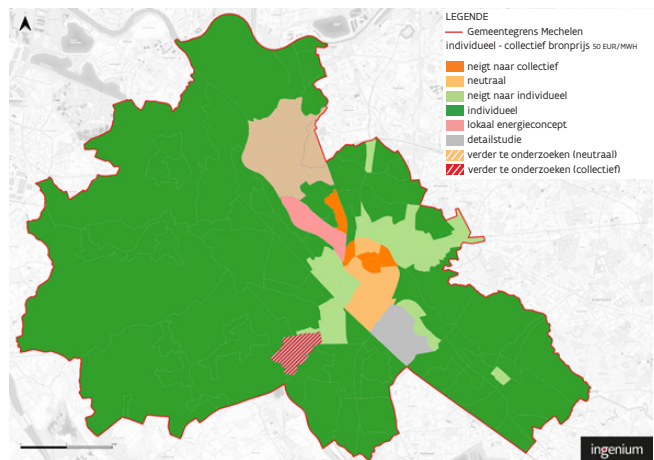 LEGENDE
Gemeentegrens Mechelen
individueel - collectief bronprijs 50 EUR/MWH
neigt naar collectief
neutraal
neigt naar individueel
individueel
lokaal energieconcept
detailstudie
verder te onderzoeken (neutraal)
verder te onderzoeken (collectief)
ingenium